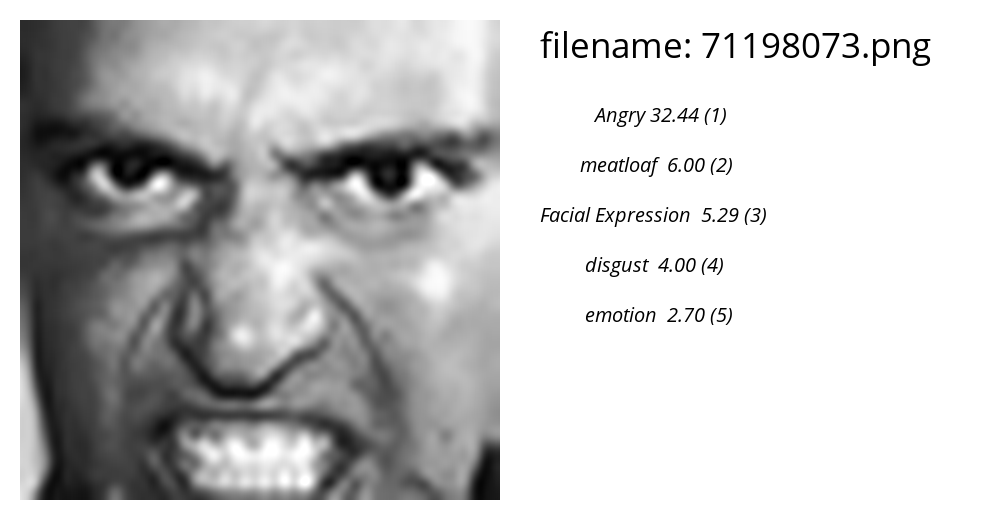 filename: 71198073.png
Angry 32.44 (1)
meatloaf 6.00 (2)
Facial Expression 5.29 (3)
disgust 4.00 (4)
emotion 2.70 (5)